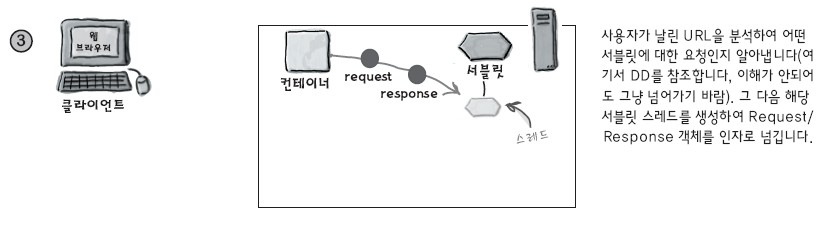 3
웹
브라우저
클라이언트
컨테이너
request
response
서블릿
스레드
사용자가 날린 URL을 분석하여 어떤
서블릿에 대한 요청인지 알아냅니다(여
기서 DD를 참조합니다, 이해가 안되어
도 그냥 넘어가기 바람). 그 다음 해당
서블릿 스레드를 생성하여 Request/
Response 객체를 인자로 넘깁니다.